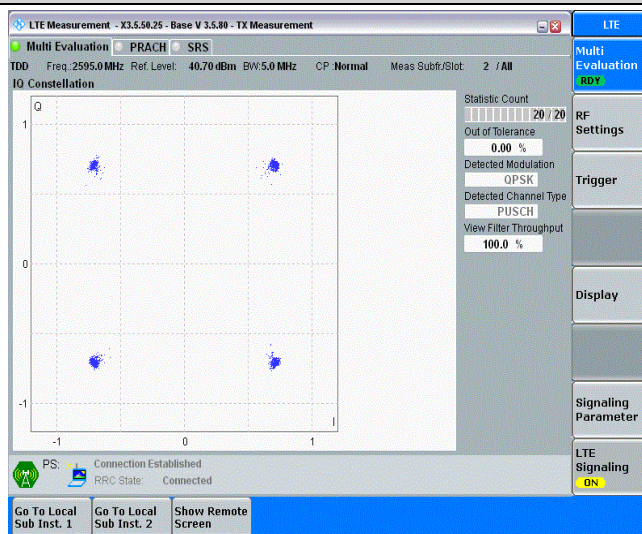 LTE Measurement - X3.5.50.25 - Base V 3.5.80 - TX Measurement
LTE
Multi Evaluation PRACH SRS
Multi
Evaluation
RDY
TDD Freq.:2595.0 MHz Ref. Level: 40.70 dBm BW:5.0 MHz CP :Normal Meas Subfr./Slot: 2 / All
IQ Constellation
Q
1
0
-1
I
-1 0 1
Statistic Count
20 / 20
Out of Tolerance
0.00 %
Detected Modulation
QPSK
Detected Channel Type
PUSCH
View Filter Throughput
100.0 %
RF
Settings
Trigger
Display
Signaling
Parameter
LTE
Signaling
ON
PS: Connection Established
RRC State: Connected
Go To Local
Sub Inst. 1
Go To Local
Sub Inst. 2
Show Remote
Screen